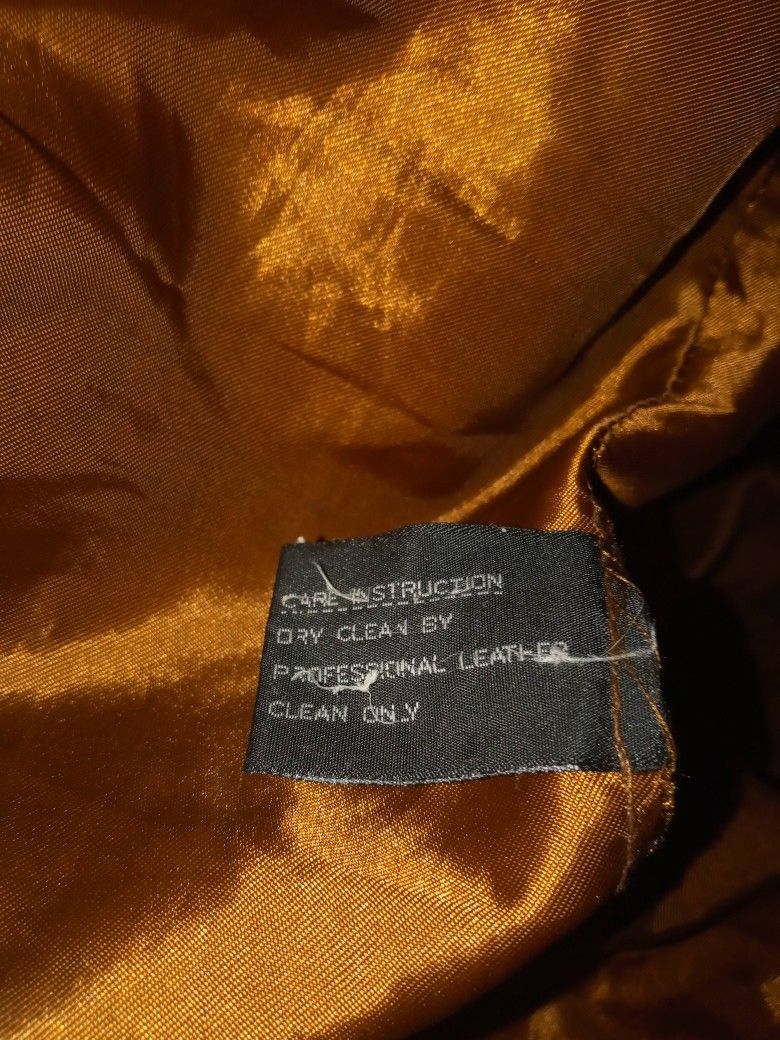 CARE INSTRUCTION
DRY CLEAN BY
PROFESSIONAL LEATHER
CLEAN ONLY